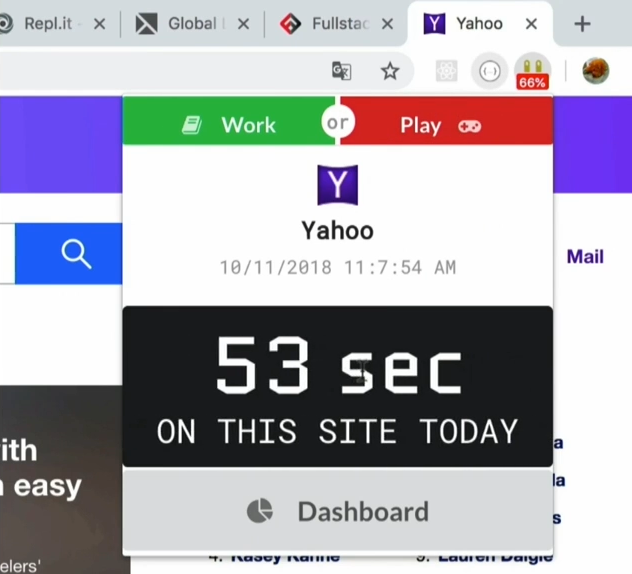 Repl.it
Global
Fullstac
Yahoo
66%
Work or Play
Y
Yahoo
10/11/2018 11:7:54 AM
Mail
53 sec
ON THIS SITE TODAY
Dashboard
ith
easy
elers'
a
la
s
4. Kasey Kahne
9. Lauren Daigle